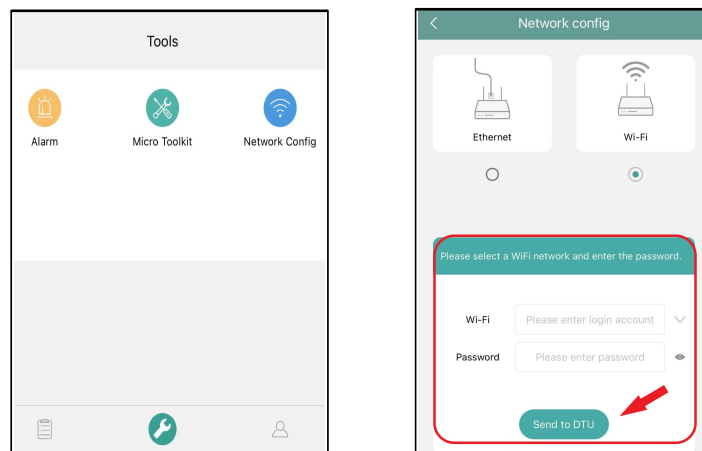 Tools
Alarm
Micro Toolkit
Network Config
Network config
Ethernet
Wi-Fi
Please select a WiFi network and enter the password.
Wi-Fi
Please enter login account
Password
Please enter password
Send to DTU